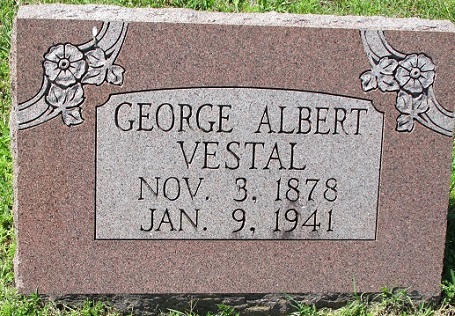 GEORGE ALBERT
VESTAL
NOV. 3, 1878
JAN. 9, 1941